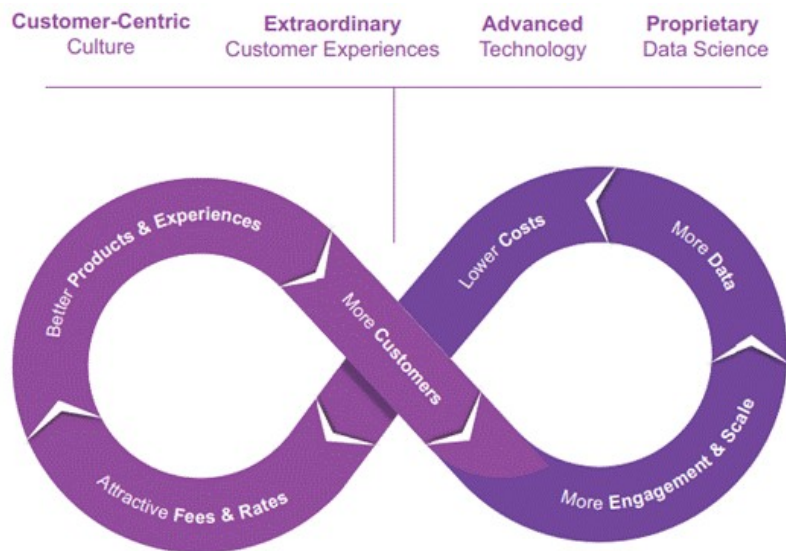 Customer-Centric
Culture
Extraordinary
Customer Experiences
Advanced
Technology
Proprietary
Data Science
Better Products & Experiences
More Customers
Lower Costs
More Data
Attractive Fees & Rates
More Engagement & Scale